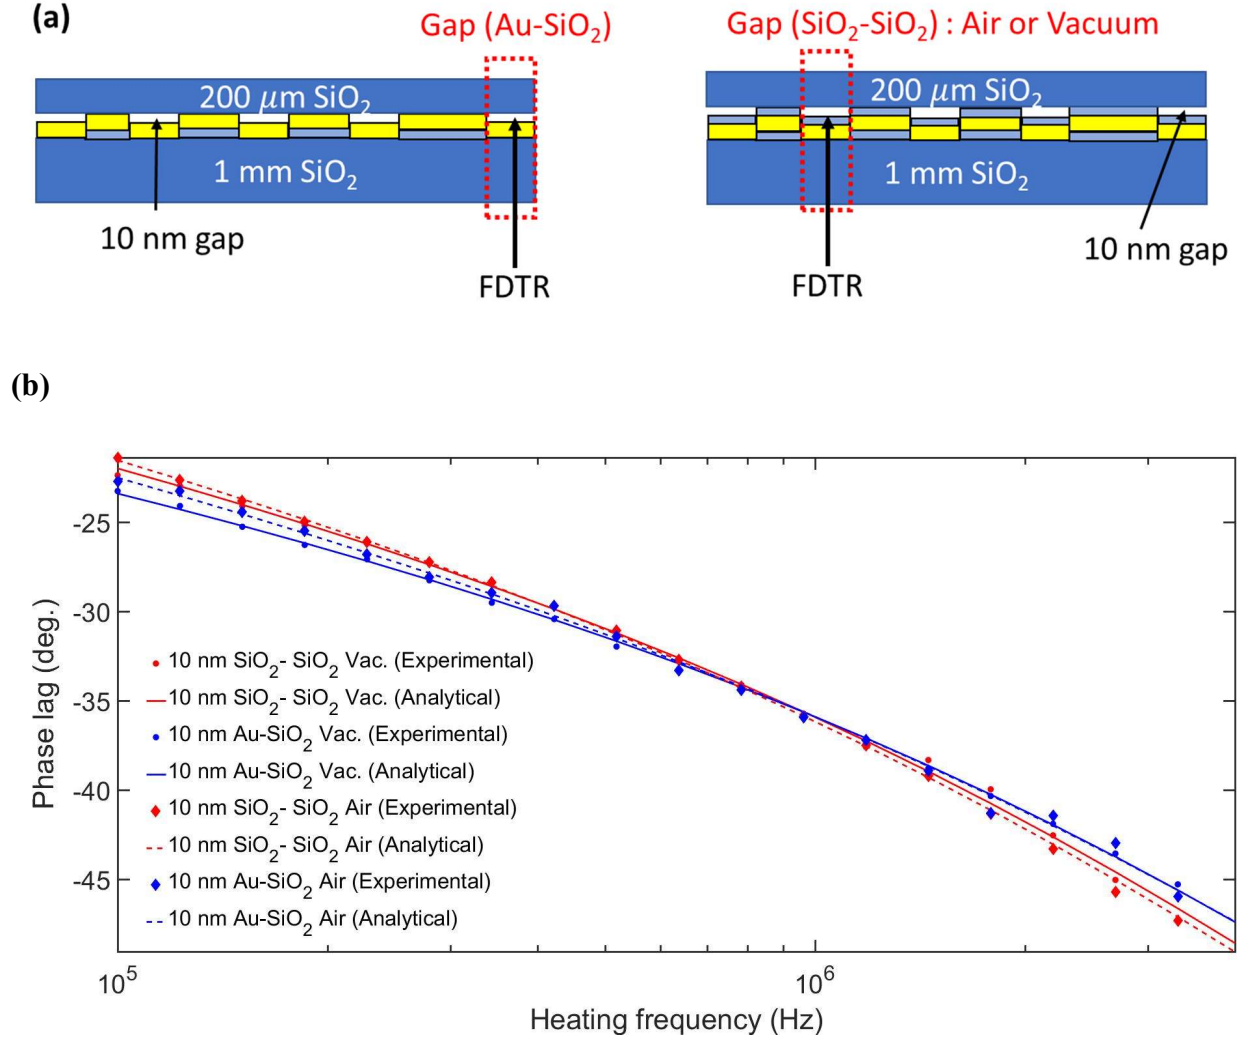 (a)
Gap (Au-SiO₂)
Gap (SiO₂-SiO₂) : Air or Vacuum
200 μm SiO₂
1 mm SiO₂
10 nm gap
FDTR
200 μm SiO₂
1 mm SiO₂
10 nm gap
FDTR
(b)
Phase lag (deg.)
-25
-30
-35
-40
-45
10 nm SiO₂- SiO₂ Vac. (Experimental)
10 nm SiO₂- SiO₂ Vac. (Analytical)
10 nm Au-SiO₂ Vac. (Experimental)
10 nm Au-SiO₂ Vac. (Analytical)
10 nm SiO₂- SiO₂ Air (Experimental)
10 nm SiO₂- SiO₂ Air (Analytical)
10 nm Au-SiO₂ Air (Experimental)
10 nm Au-SiO₂ Air (Analytical)
10⁵
10⁶
Heating frequency (Hz)